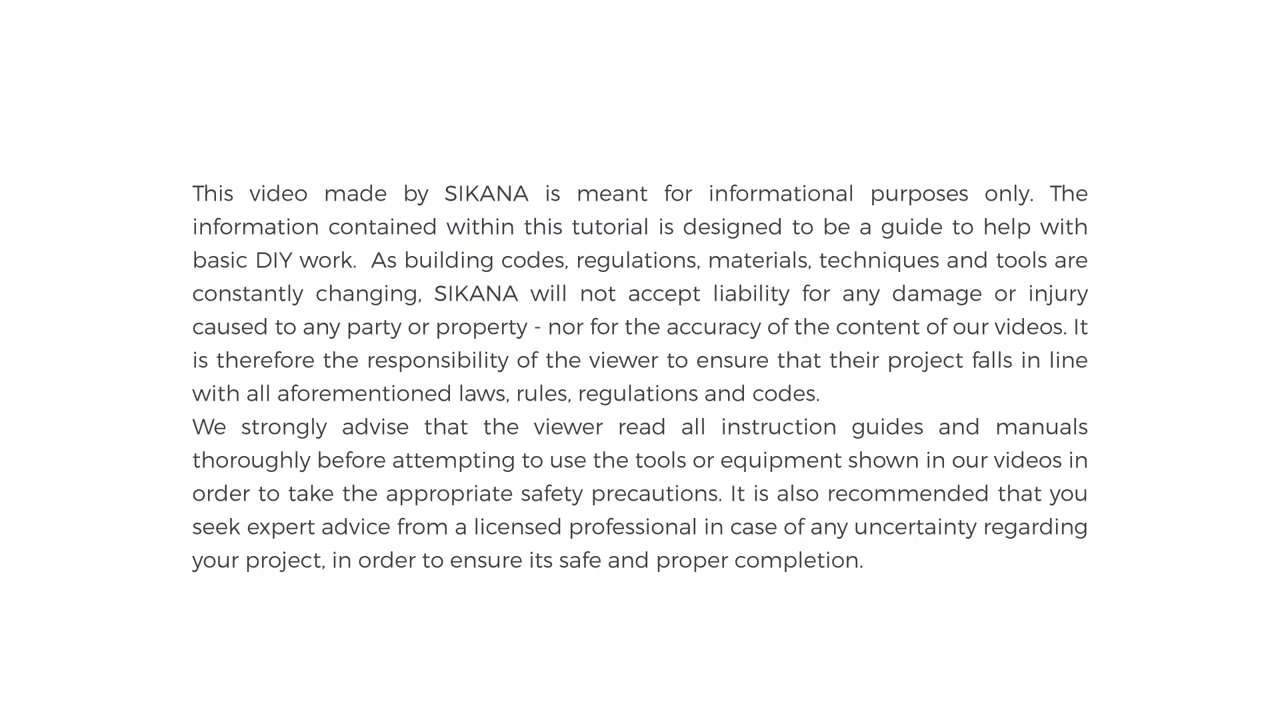 This video made by SIKANA is meant for informational purposes only. The
information contained within this tutorial is designed to be a guide to help with
basic DIY work.  As building codes, regulations, materials, techniques and tools are
constantly changing, SIKANA will not accept liability for any damage or injury
caused to any party or property - nor for the accuracy of the content of our videos. It
is therefore the responsibility of the viewer to ensure that their project falls in line
with all aforementioned laws, rules, regulations and codes.
We strongly advise that the viewer read all instruction guides and manuals
thoroughly before attempting to use the tools or equipment shown in our videos in
order to take the appropriate safety precautions. It is also recommended that you
seek expert advice from a licensed professional in case of any uncertainty regarding
your project, in order to ensure its safe and proper completion.